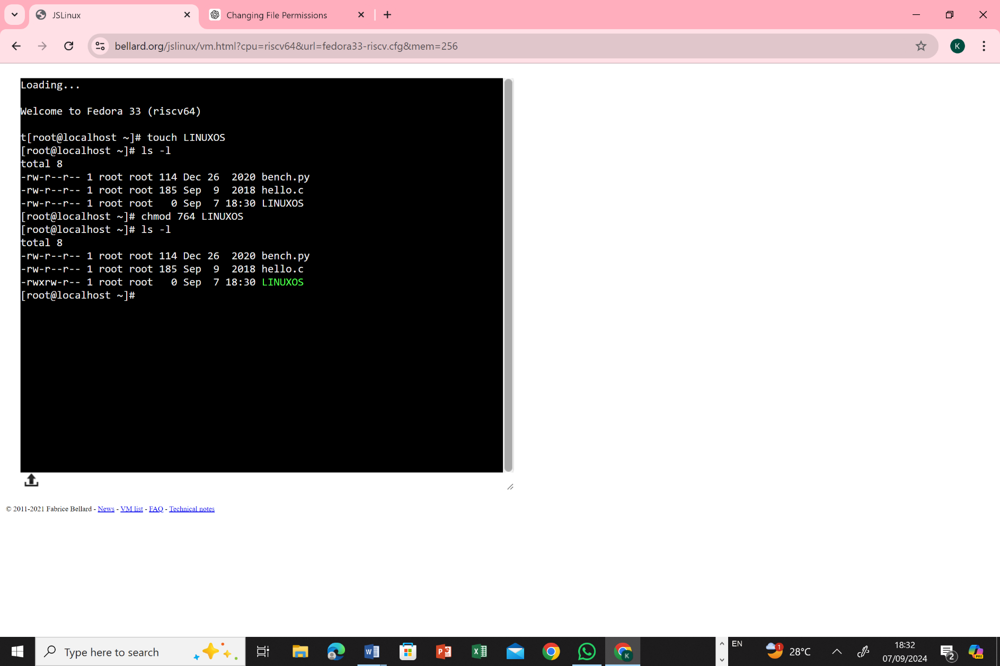 JSLinux
Changing File Permissions
bellard.org/jslinux/vm.html?cpu=riscv64&url=fedora33-riscv.cfg&mem=256
K
Loading...
Welcome to Fedora 33 (riscv64)
t[root@localhost ~]# touch LINUXOS
[root@localhost ~]# ls -l
total 8
-rw-r--r-- 1 root root 114 Dec 26  2020 bench.py
-rw-r--r-- 1 root root 185 Sep  9  2018 hello.c
-rw-r--r-- 1 root root   0 Sep  7 18:30 LINUXOS
[root@localhost ~]# chmod 764 LINUXOS
[root@localhost ~]# ls -l
total 8
-rw-r--r-- 1 root root 114 Dec 26  2020 bench.py
-rw-r--r-- 1 root root 185 Sep  9  2018 hello.c
-rwxrw-r-- 1 root root   0 Sep  7 18:30 LINUXOS
[root@localhost ~]#
© 2011-2021 Fabrice Bellard - News - VM list - FAQ - Technical notes
Type here to search
W
P
X
K
EN
1
28°C
18:32
07/09/2024
2
PRE